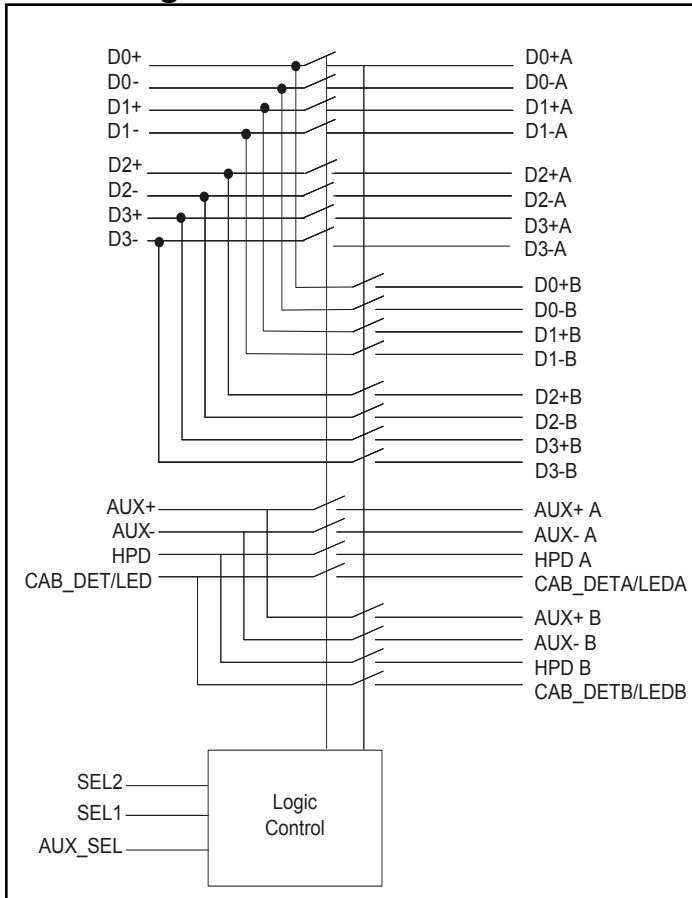 D0+
D0-
D1+
D1-
D2+
D2-
D3+
D3-
D0+A
D0-A
D1+A
D1-A
D2+A
D2-A
D3+A
D3-A
D0+B
D0-B
D1+B
D1-B
D2+B
D2-B
D3+B
D3-B
AUX+
AUX-
HPD
CAB_DET/LED
AUX+ A
AUX- A
HPD A
CAB_DETA/LEDA
AUX+ B
AUX- B
HPD B
CAB_DETB/LEDB
SEL2
SEL1
AUX_SEL
Logic
Control